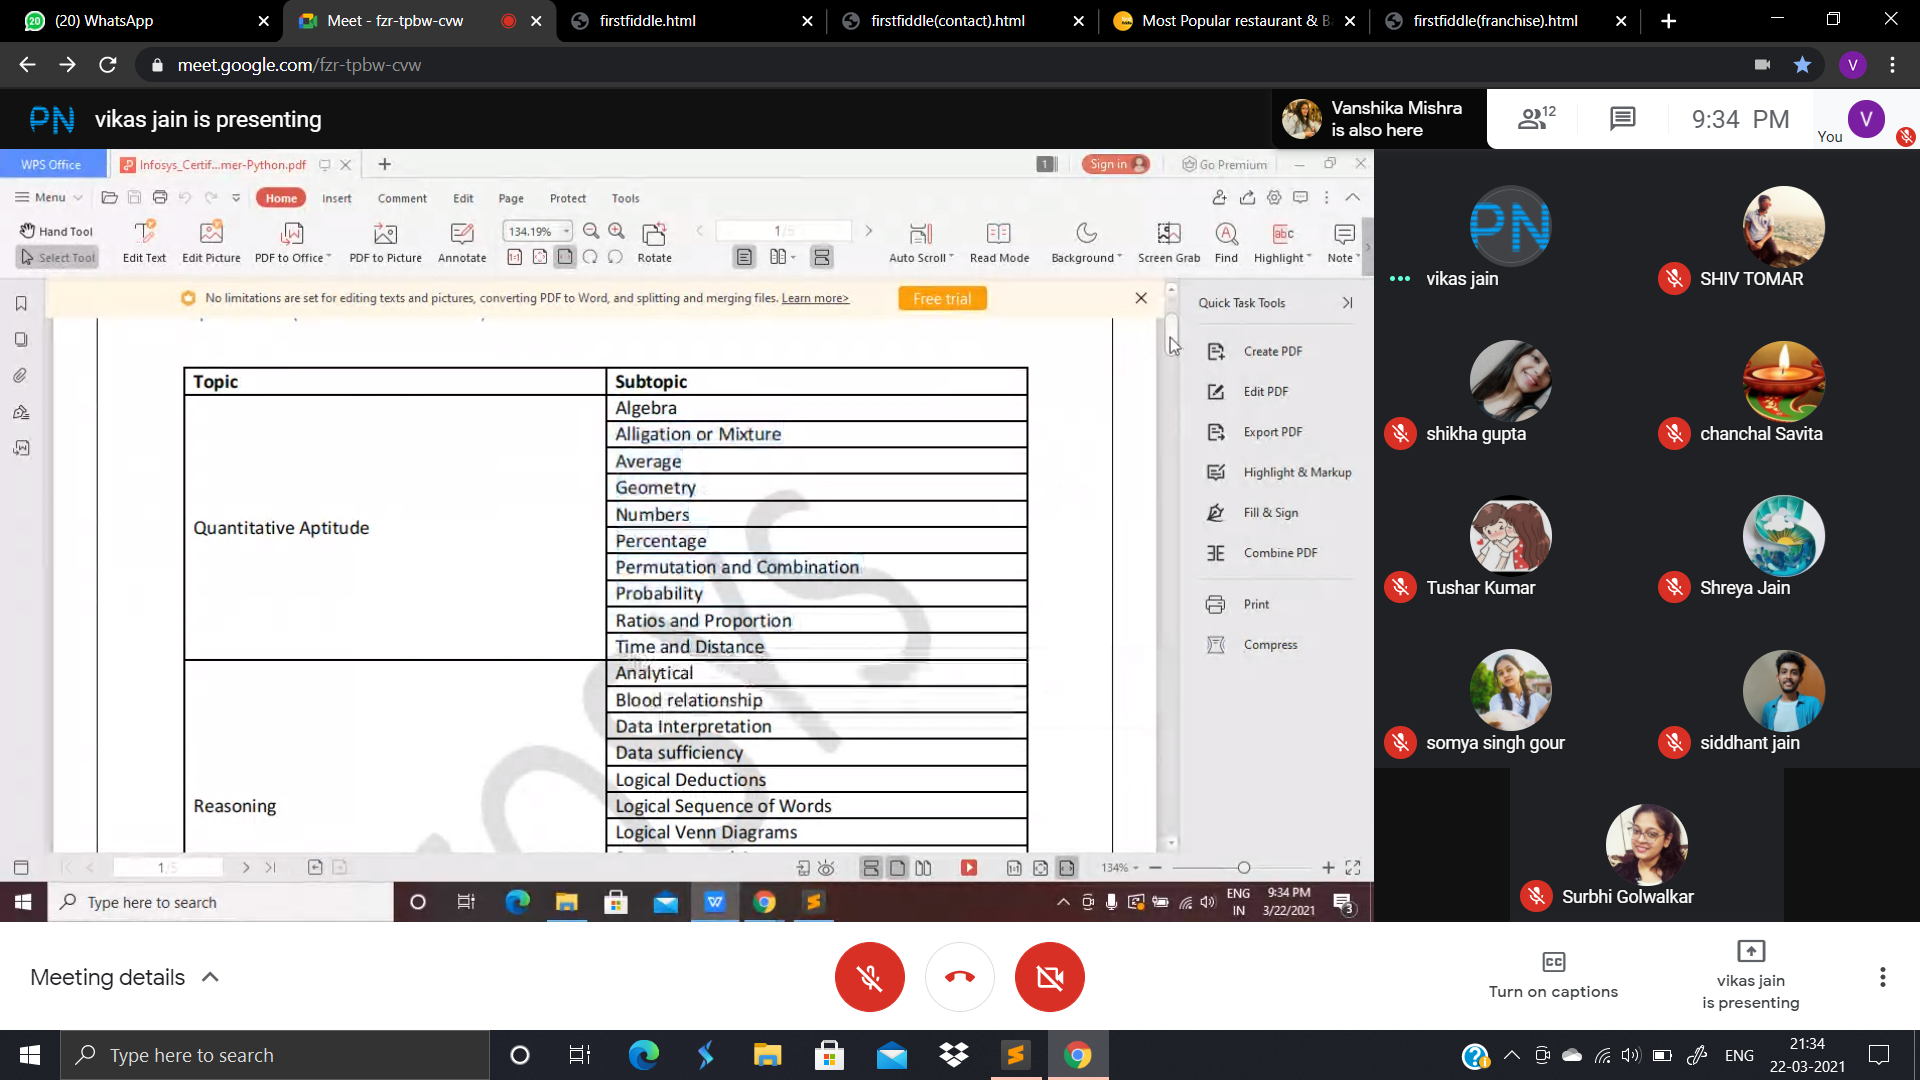 (20) WhatsApp
Meet - fzr-tpbw-cvw
firstfiddle.html
firstfiddle(contact).html
Most Popular restaurant & B
firstfiddle(franchise).html
meet.google.com/fzr-tpbw-cvw
V
PN
vikas jain is presenting
Vanshika Mishra
is also here
12
9:34 PM
You
V
WPS Office
Infosys_Certif...mer-Python.pdf
1
Sign in
Go Premium
Menu
Home
Insert
Comment
Edit
Page
Protect
Tools
Hand Tool
Select Tool
Edit Text
Edit Picture
PDF to Office
PDF to Picture
Annotate
134.19%
Rotate
1/5
Auto Scroll
Read Mode
Background
Screen Grab
Find
Highlight
Note
No limitations are set for editing texts and pictures, converting PDF to Word, and splitting and merging files. Learn more>
Free trial
Topic
Subtopic
Quantitative Aptitude
Algebra
Alligation or Mixture
Average
Geometry
Numbers
Percentage
Permutation and Combination
Probability
Ratios and Proportion
Time and Distance
Reasoning
Analytical
Blood relationship
Data Interpretation
Data sufficiency
Logical Deductions
Logical Sequence of Words
Logical Venn Diagrams
Quick Task Tools
Create PDF
Edit PDF
Export PDF
Highlight & Markup
Fill & Sign
Combine PDF
Print
Compress
1/5
134%
Type here to search
ENG
IN
9:34 PM
3/22/2021
3
PN
vikas jain
SHIV TOMAR
shikha gupta
chanchal Savita
Tushar Kumar
Shreya Jain
somya singh gour
siddhant jain
Surbhi Golwalkar
Meeting details
Turn on captions
vikas jain
is presenting
Type here to search
ENG
21:34
22-03-2021